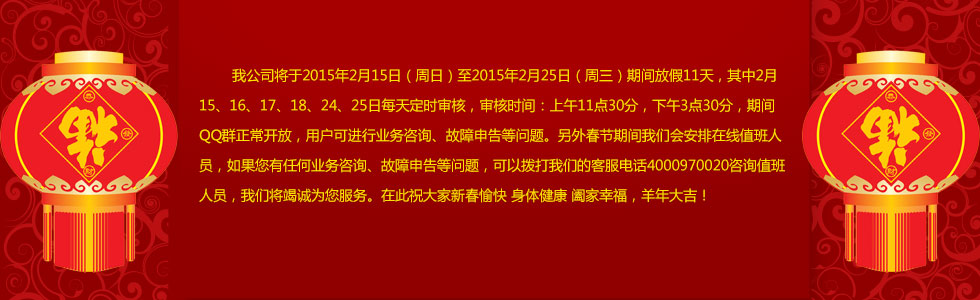 我公司将于2015年2月15日（周日）至2015年2月25日（周三）期间放假11天，其中2月
15、16、17、18、24、25日每天定时审核，审核时间：上午11点30分，下午3点30分，期间
QQ群正常开放，用户可进行业务咨询、故障申告等问题。另外春节期间我们会安排在线值班人
员，如果您有任何业务咨询、故障申告等问题，可以拨打我们的客服电话4000970020咨询值班
人员，我们将竭诚为您服务。在此祝大家新春愉快 身体健康 阖家幸福，羊年大吉！
福
福